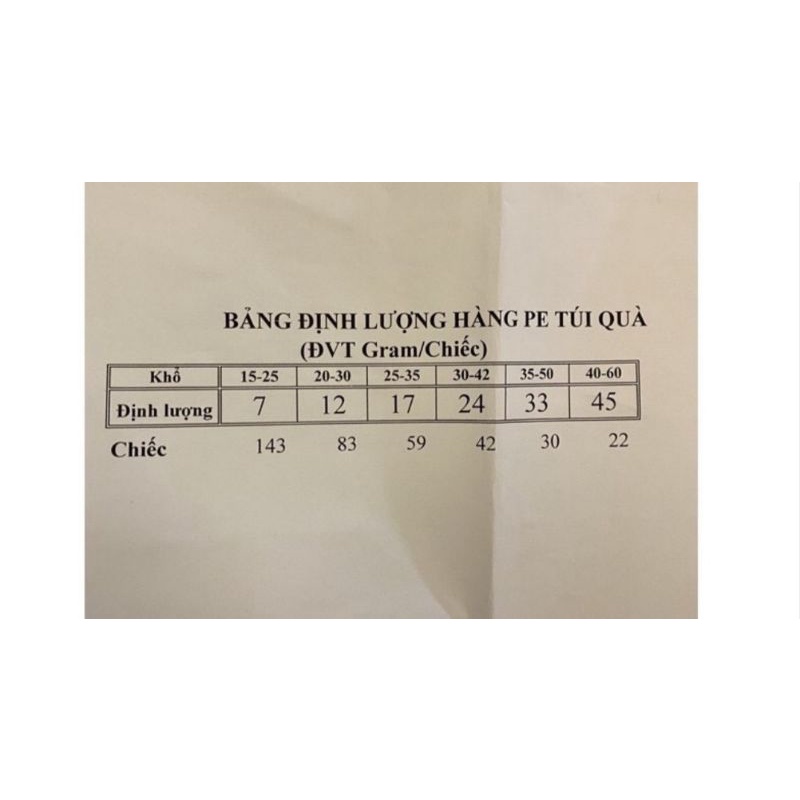 BẢNG ĐỊNH LƯỢNG HÀNG PE TÚI QUÀ
(ĐVT Gram/Chiếc)
Khổ 15-25 20-30 25-35 30-42 35-50 40-60
Định lượng 7 12 17 24 33 45
Chiếc 143 83 59 42 30 22